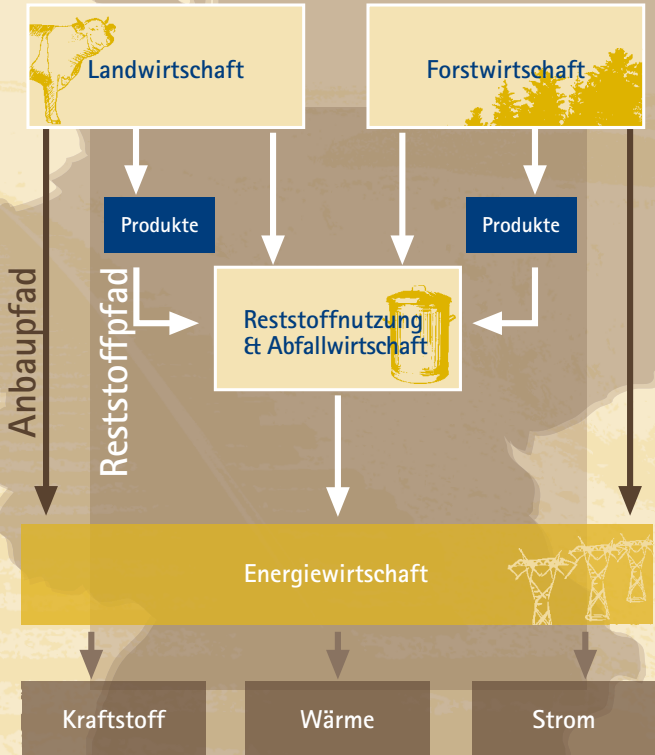 Landwirtschaft
Forstwirtschaft
Produkte
Produkte
Anbaupfad
Reststoffpfad
Reststoffnutzung
& Abfallwirtschaft
Energiewirtschaft
Kraftstoff
Wärme
Strom